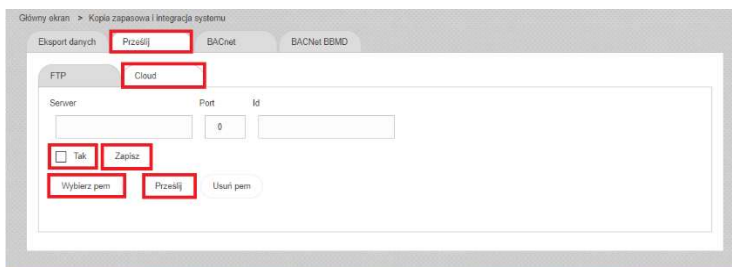 Główny ekran > Kopia zapasowa i integracja systemu
Eksport danych Prześlij BACnet BACNet BBMD
FTP Cloud
Serwer Port Id
0
Tak Zapisz
Wybierz pem Prześlij Usuń pem